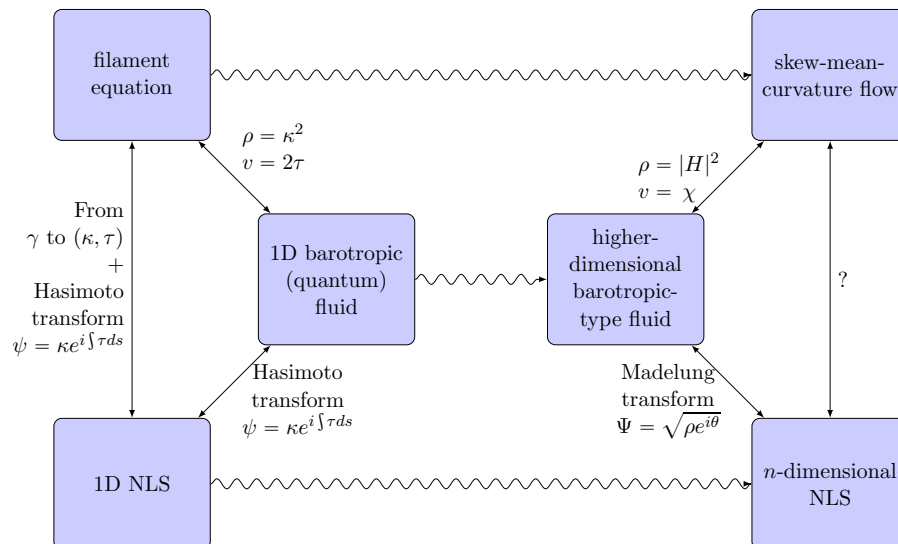 filament
equation
skew-mean-
curvature flow
ρ = κ²
v = 2τ
ρ = |H|²
v = χ
From
γ to (κ, τ)
+
Hasimoto
transform
ψ = κe^{i∫τds}
1D barotropic
(quantum)
fluid
higher-
dimensional
barotropic-
type fluid
?
Hasimoto
transform
ψ = κe^{i∫τds}
Madelung
transform
Ψ = √(ρe^{iθ})
1D NLS
n-dimensional
NLS